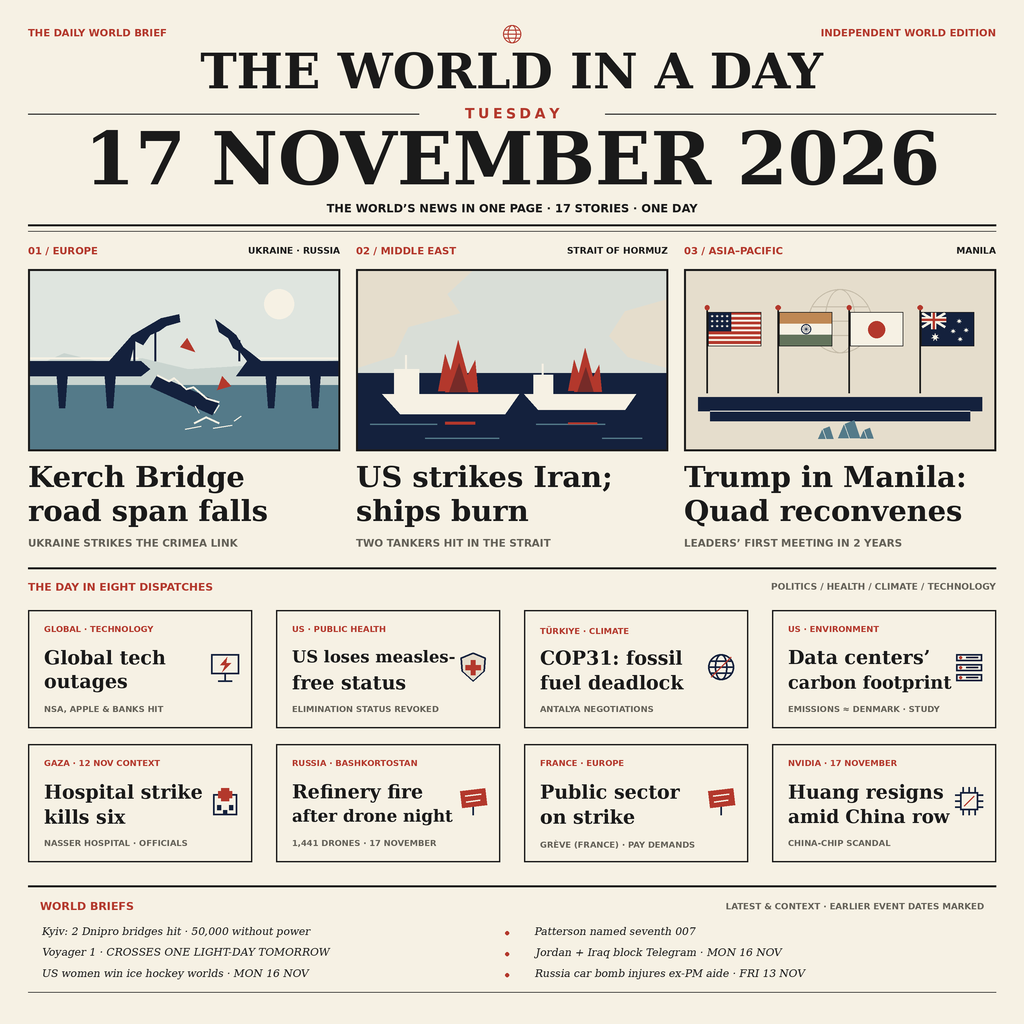 THE DAILY WORLD BRIEF
INDEPENDENT WORLD EDITION
THE WORLD IN A DAY
TUESDAY
17 NOVEMBER 2026
THE WORLD’S NEWS IN ONE PAGE · 17 STORIES · ONE DAY
01 / EUROPE
UKRAINE · RUSSIA
Kerch Bridge
road span falls
UKRAINE STRIKES THE CRIMEA LINK
02 / MIDDLE EAST
STRAIT OF HORMUZ
US strikes Iran;
ships burn
TWO TANKERS HIT IN THE STRAIT
03 / ASIA–PACIFIC
MANILA
Trump in Manila:
Quad reconvenes
LEADERS’ FIRST MEETING IN 2 YEARS
THE DAY IN EIGHT DISPATCHES
POLITICS / HEALTH / CLIMATE / TECHNOLOGY
GLOBAL · TECHNOLOGY
Global tech
outages
NSA, APPLE & BANKS HIT
US · PUBLIC HEALTH
US loses measles-
free status
ELIMINATION STATUS REVOKED
TÜRKIYE · CLIMATE
COP31: fossil
fuel deadlock
ANTALYA NEGOTIATIONS
US · ENVIRONMENT
Data centers’
carbon footprint
EMISSIONS ≈ DENMARK · STUDY
GAZA · 12 NOV CONTEXT
Hospital strike
kills six
NASSER HOSPITAL · OFFICIALS
RUSSIA · BASHKORTOSTAN
Refinery fire
after drone night
1,441 DRONES · 17 NOVEMBER
FRANCE · EUROPE
Public sector
on strike
GRÈVE (FRANCE) · PAY DEMANDS
NVIDIA · 17 NOVEMBER
Huang resigns
amid China row
CHINA-CHIP SCANDAL
WORLD BRIEFS
LATEST & CONTEXT · EARLIER EVENT DATES MARKED
Kyiv: 2 Dnipro bridges hit · 50,000 without power
Voyager 1 · CROSSES ONE LIGHT-DAY TOMORROW
US women win ice hockey worlds · MON 16 NOV
Patterson named seventh 007
Jordan + Iraq block Telegram · MON 16 NOV
Russia car bomb injures ex-PM aide · FRI 13 NOV